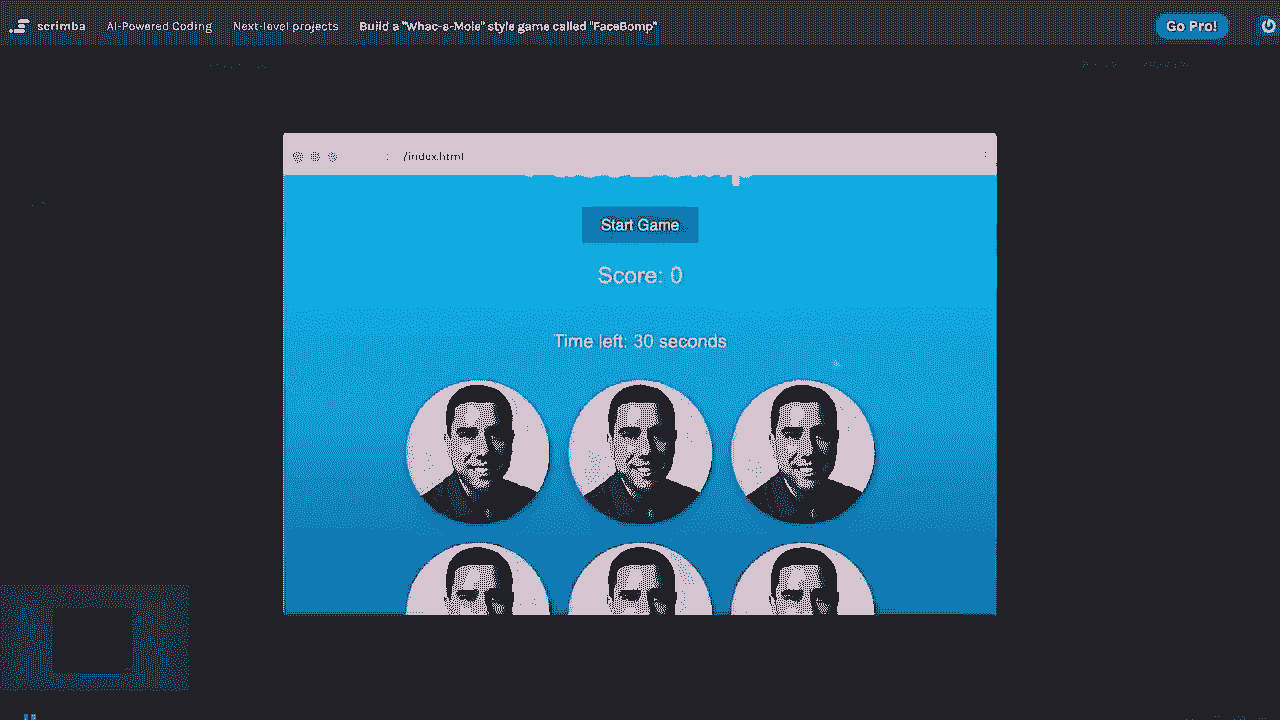 scrimba AI-Powered Coding Next-level projects Build a "Whac-a-Mole" style game called "FaceBomp" Go Pro!
/index.html
Start Game
Score: 0
Time left: 30 seconds